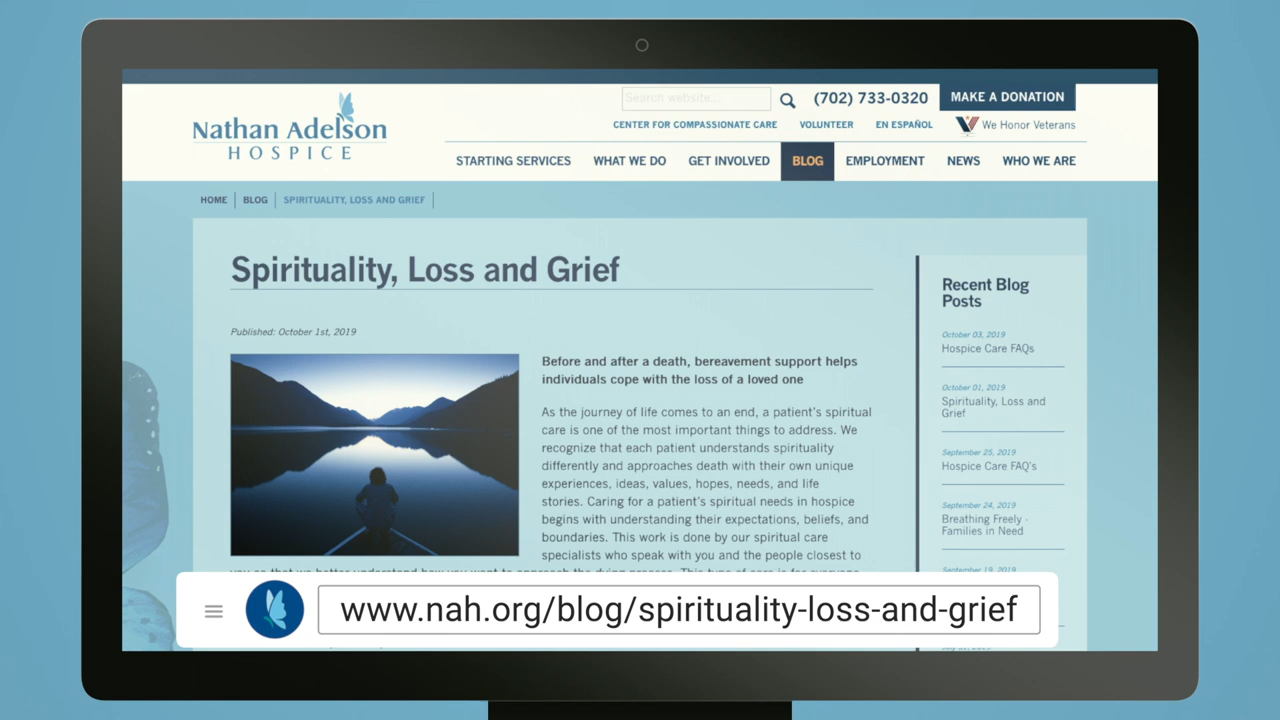 Search website...
(702) 733-0320
MAKE A DONATION
Nathan Adelson
HOSPICE
CENTER FOR COMPASSIONATE CARE
VOLUNTEER
EN ESPAÑOL
We Honor Veterans
STARTING SERVICES
WHAT WE DO
GET INVOLVED
BLOG
EMPLOYMENT
NEWS
WHO WE ARE
HOME
BLOG
SPIRITUALITY, LOSS AND GRIEF
Spirituality, Loss and Grief
Published: October 1st, 2019
Before and after a death, bereavement support helps
individuals cope with the loss of a loved one
As the journey of life comes to an end, a patient's spiritual
care is one of the most important things to address. We
recognize that each patient understands spirituality
differently and approaches death with their own unique
experiences, ideas, values, hopes, needs, and life
stories. Caring for a patient's spiritual needs in hospice
begins with understanding their expectations, beliefs, and
boundaries. This work is done by our spiritual care
specialists who speak with you and the people closest to
Recent Blog
Posts
October 03, 2019
Hospice Care FAQs
October 01, 2019
Spirituality, Loss and
Grief
September 25, 2019
Hospice Care FAQ's
September 24, 2019
Breathing Freely -
Families in Need
September 19, 2019
www.nah.org/blog/spirituality-loss-and-grief